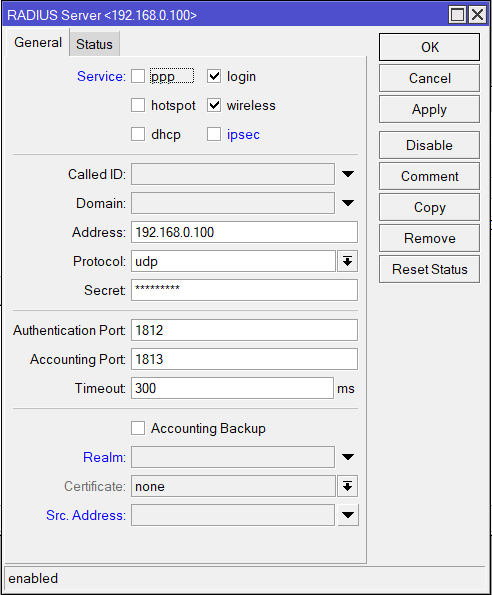 RADIUS Server <192.168.0.100>
General Status
Service: ppp login
hotspot wireless
dhcp ipsec
Called ID:
Domain:
Address: 192.168.0.100
Protocol: udp
Secret: *********
Authentication Port: 1812
Accounting Port: 1813
Timeout: 300 ms
Accounting Backup
Realm:
Certificate: none
Src. Address:
OK
Cancel
Apply
Disable
Comment
Copy
Remove
Reset Status
enabled